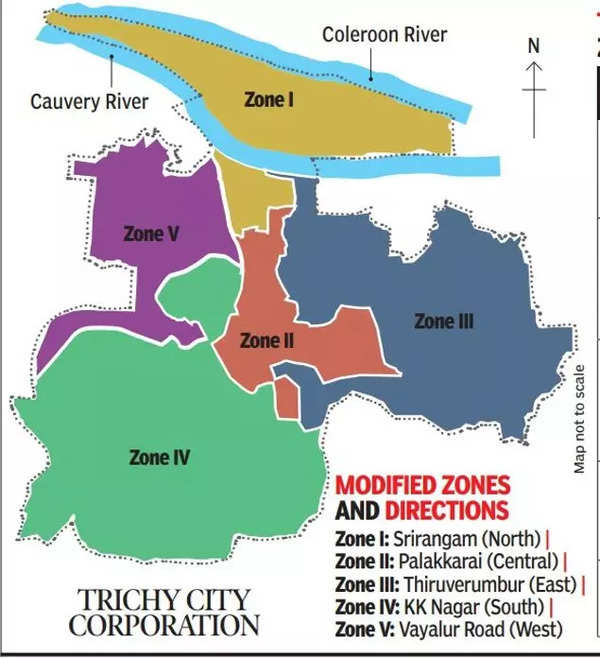 Coleroon River
N
Cauvery River
Zone I
Zone V
Zone III
Zone II
Map not to scale
Zone IV
MODIFIED ZONES
AND DIRECTIONS
Zone I: Srirangam (North) |
Zone II: Palakkarai (Central) |
Zone III: Thiruverumbur (East) |
Zone IV: KK Nagar (South) |
Zone V: Vayalur Road (West)
TRICHY CITY
CORPORATION